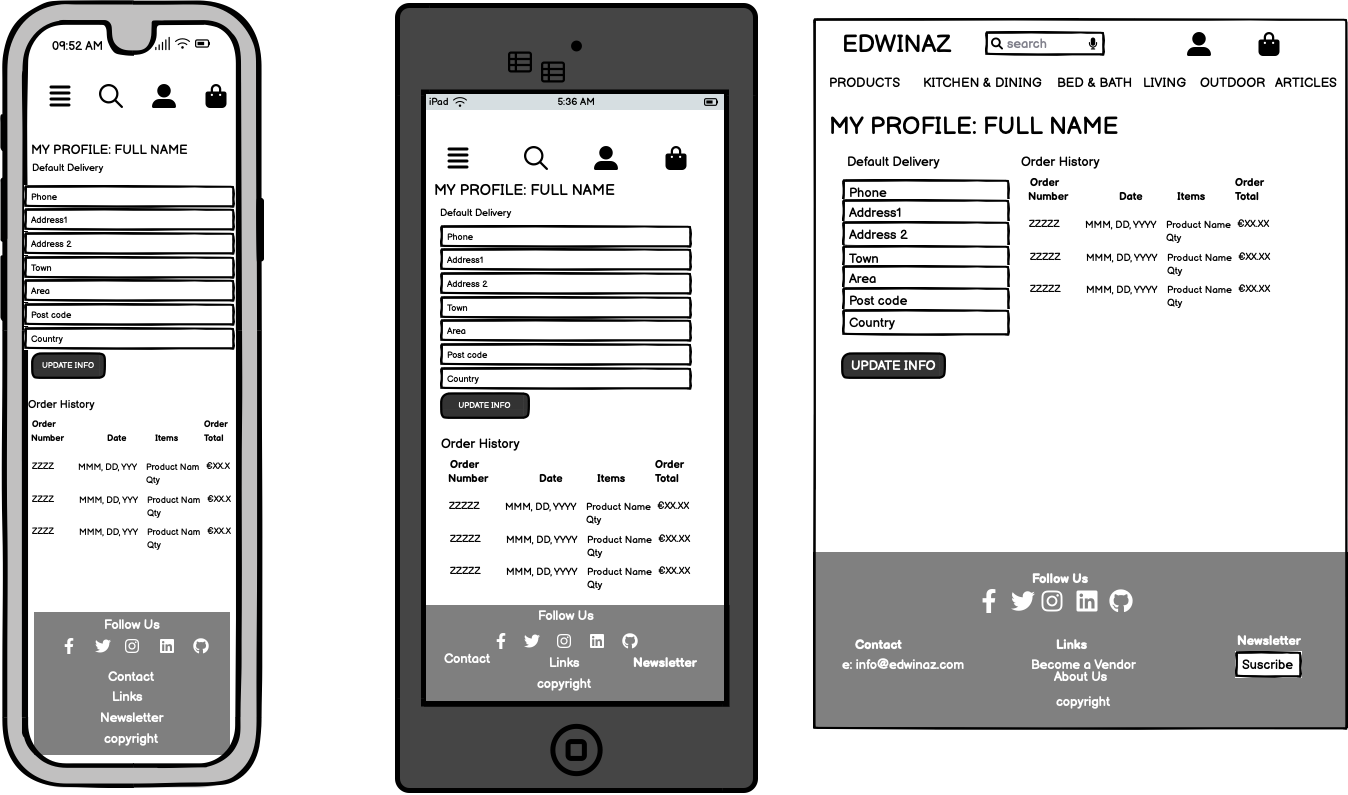 09:52 AM
MY PROFILE: FULL NAME
Default Delivery
Phone
Address1
Address 2
Town
Area
Post code
Country
UPDATE INFO
Order History
Order Number Date Items Order Total
ZZZZ MMM, DD, YYY Product Nam €XX.X
Qty
ZZZZ MMM, DD, YYY Product Nam €XX.X
Qty
ZZZZ MMM, DD, YYY Product Nam €XX.X
Qty
Follow Us
Contact
Links
Newsletter
copyright
iPad 5:36 AM
MY PROFILE: FULL NAME
Default Delivery
Phone
Address1
Address 2
Town
Area
Post code
Country
UPDATE INFO
Order History
Order Number Date Items Order Total
ZZZZZ MMM, DD, YYYY Product Name €XX.XX
Qty
ZZZZZ MMM, DD, YYYY Product Name €XX.XX
Qty
ZZZZZ MMM, DD, YYYY Product Name €XX.XX
Qty
Follow Us
Contact Links Newsletter
copyright
EDWINAZ search
PRODUCTS KITCHEN & DINING BED & BATH LIVING OUTDOOR ARTICLES
MY PROFILE: FULL NAME
Default Delivery
Phone
Address1
Address 2
Town
Area
Post code
Country
UPDATE INFO
Order History
Order Number Date Items Order Total
ZZZZZ MMM, DD, YYYY Product Name €XX.XX
Qty
ZZZZZ MMM, DD, YYYY Product Name €XX.XX
Qty
ZZZZZ MMM, DD, YYYY Product Name €XX.XX
Qty
Follow Us
Contact
e: info@edwinaz.com
Links
Become a Vendor
About Us
Newsletter
Suscribe
copyright